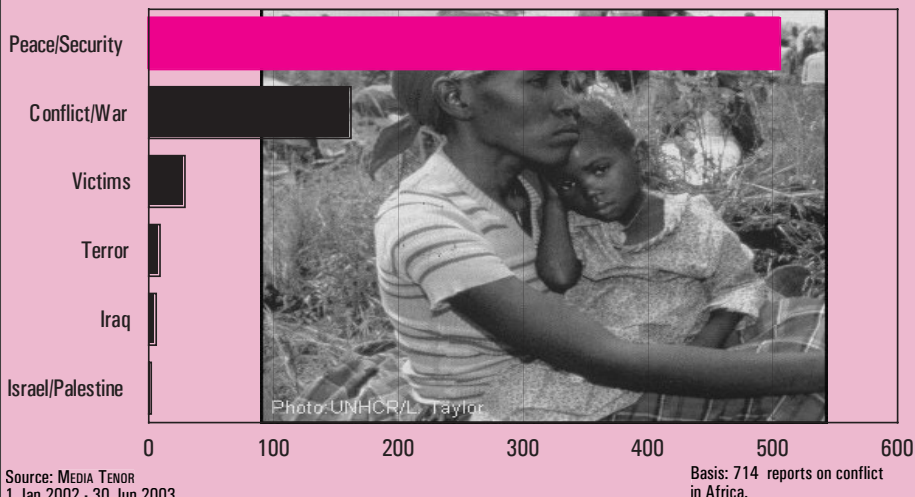 Peace/Security
Conflict/War
Victims
Terror
Iraq
Israel/Palestine
Photo:UNHCR/L. Taylor
0 100 200 300 400 500 600
Source: MEDIA TENOR
1 Jan 2002 - 30 Jun 2003
Basis: 714 reports on conflict
in Africa.